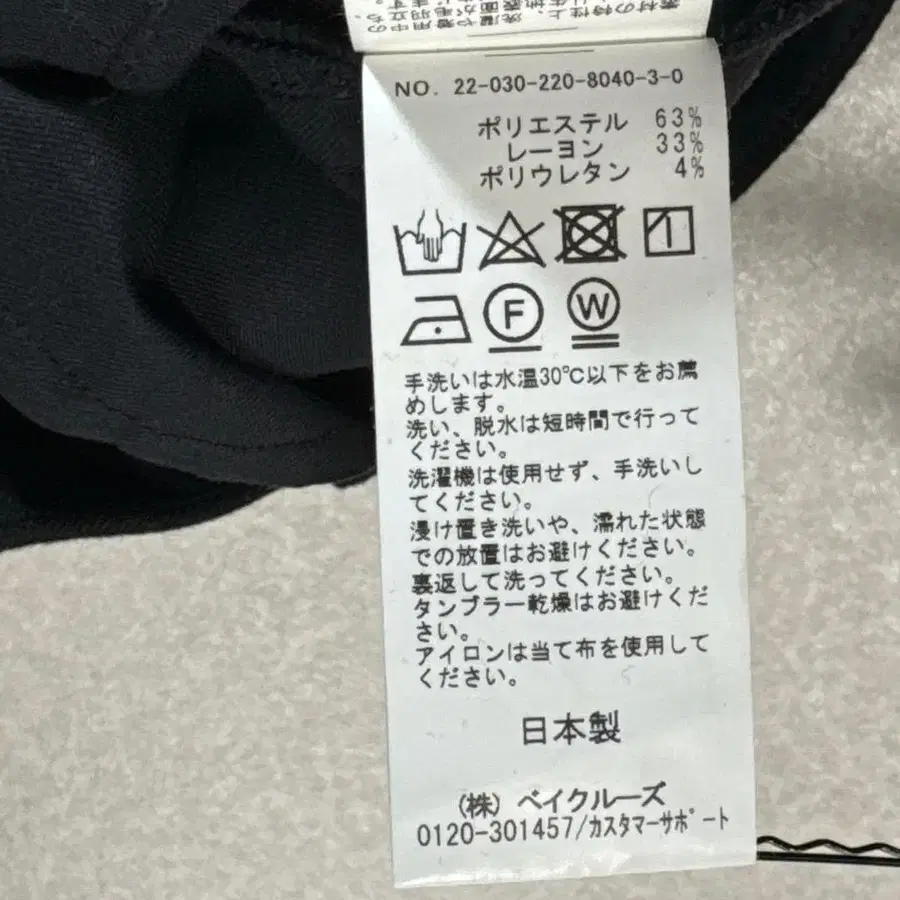 NO. 22-030-220-8040-3-0
ポリエステル 63%
レーヨン 33%
ポリウレタン 4%
F W
手洗いは水温30℃以下をお薦
めします。
洗い、脱水は短時間で行って
ください。
洗濯機は使用せず、手洗いし
てください。
浸け置き洗いや、濡れた状態
での放置はお避けください。
裏返して洗ってください。
タンブラー乾燥はお避けくだ
さい。
アイロンは当て布を使用して
ください。
日本製
(株) ベイクルーズ
0120-301457/カスタマーサポート